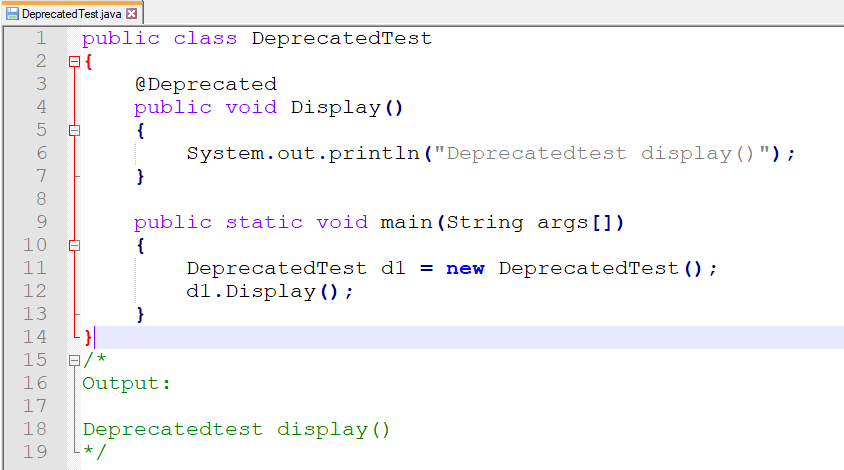 DeprecatedTest.java
1 public class DeprecatedTest
2 {
3 @Deprecated
4 public void Display()
5 {
6 System.out.println("Deprecatedtest display()");
7 }
8
9 public static void main(String args[])
10 {
11 DeprecatedTest d1 = new DeprecatedTest();
12 d1.Display();
13 }
14 }
15 /*
16 Output:
17
18 Deprecatedtest display()
19 */